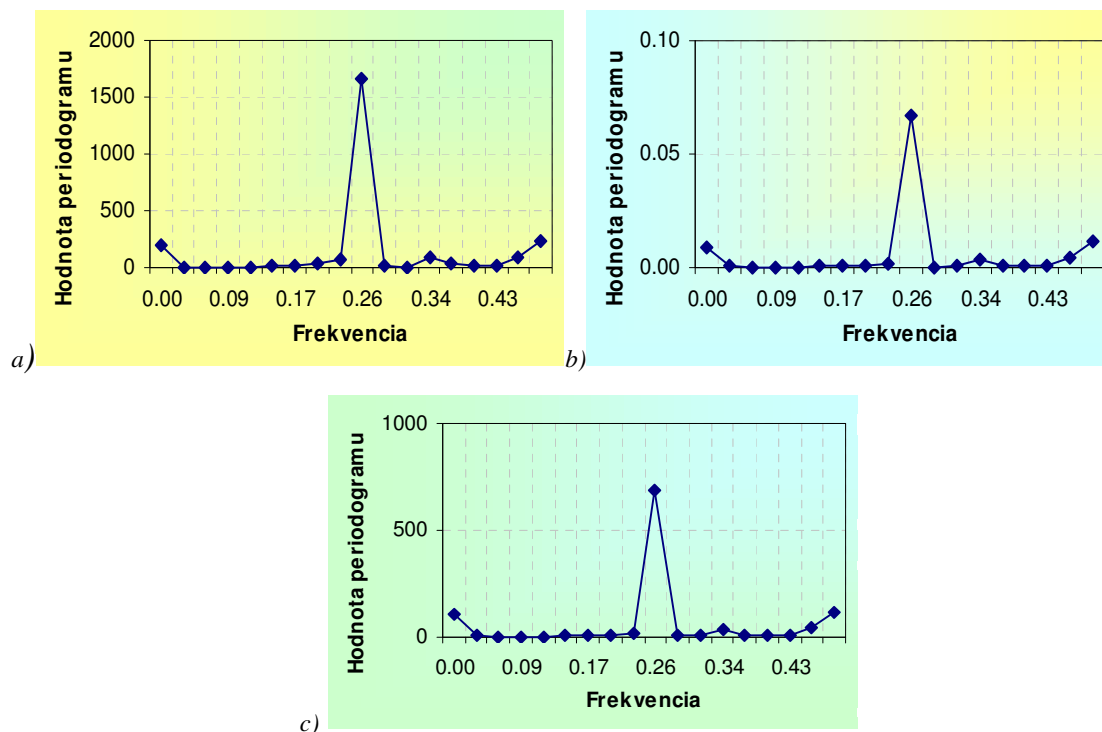 2000
1500
1000
500
0
Hodnota periodogramu
0.00 0.09 0.17 0.26 0.34 0.43
Frekvencia
a)
0.10
0.05
0.00
Hodnota periodogramu
0.00 0.09 0.17 0.26 0.34 0.43
Frekvencia
b)
1000
500
0
Hodnota periodogramu
0.00 0.09 0.17 0.26 0.34 0.43
Frekvencia
c)